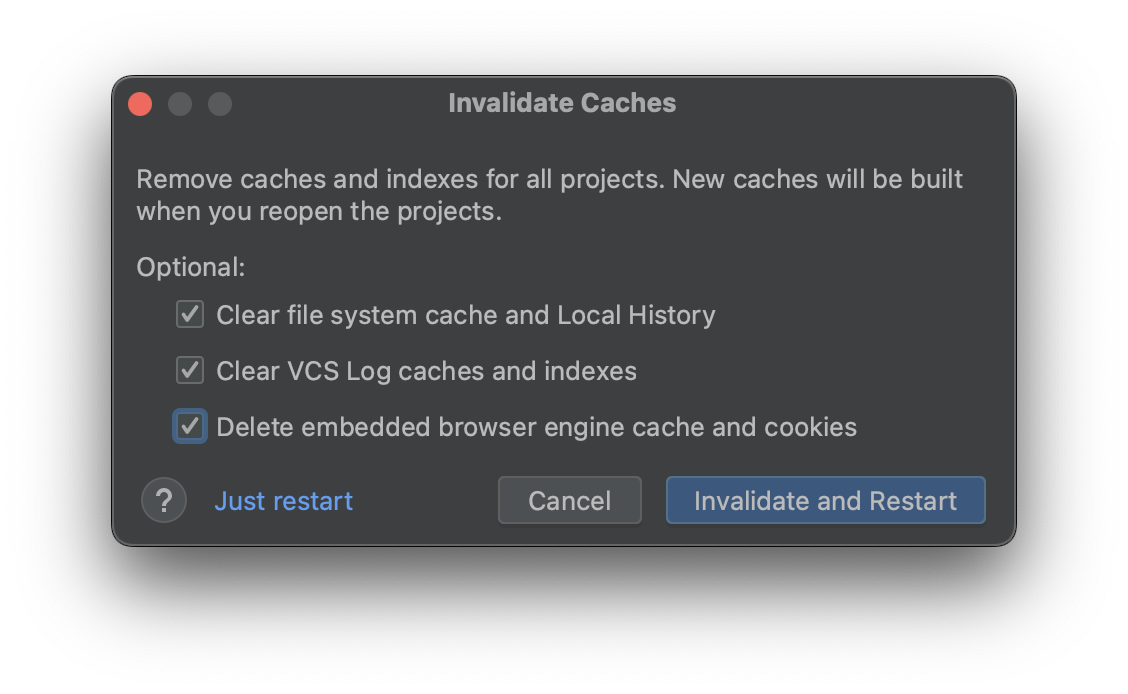 Invalidate Caches
Remove caches and indexes for all projects. New caches will be built
when you reopen the projects.
Optional:
Clear file system cache and Local History
Clear VCS Log caches and indexes
Delete embedded browser engine cache and cookies
? Just restart Cancel Invalidate and Restart